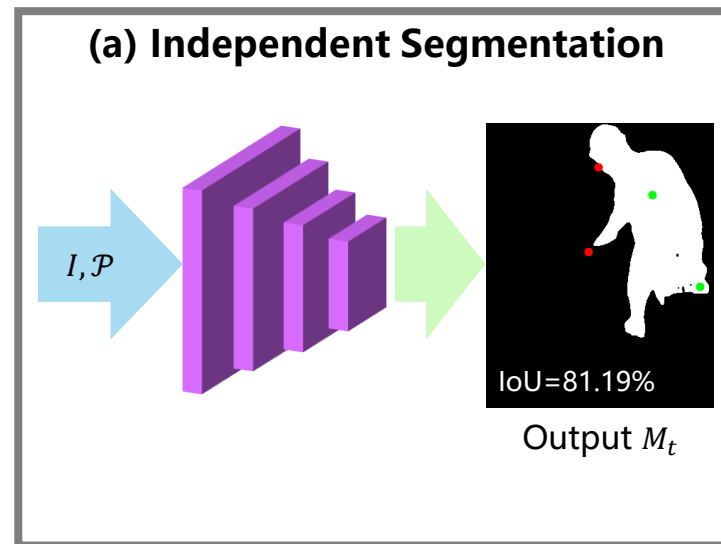 (a) Independent Segmentation
I, 𝒫
IoU=81.19%
Output M_t